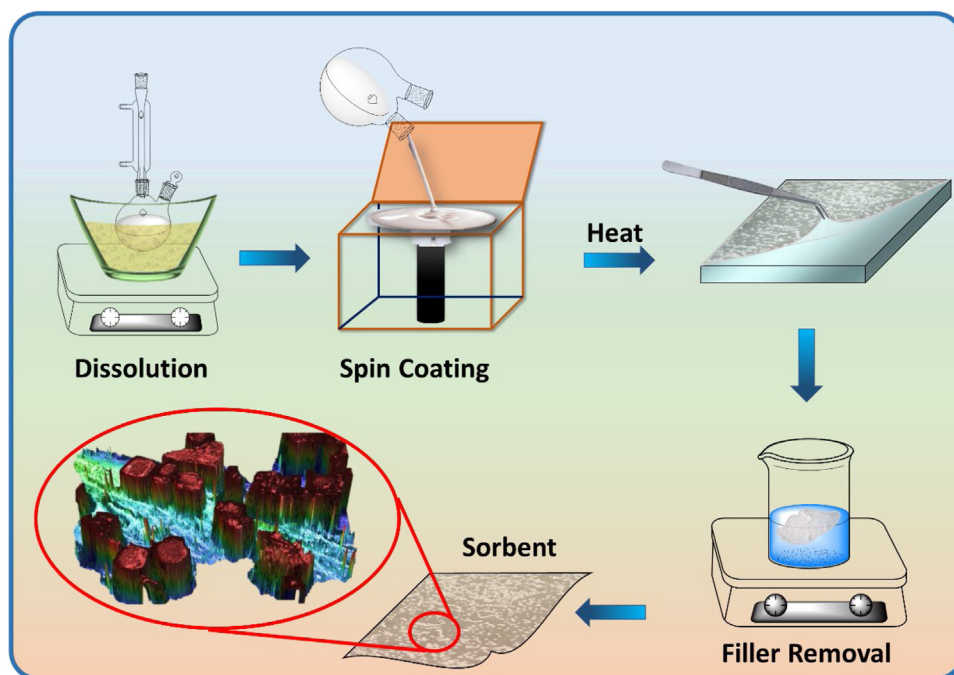 Dissolution
Spin Coating
Heat
Filler Removal
Sorbent